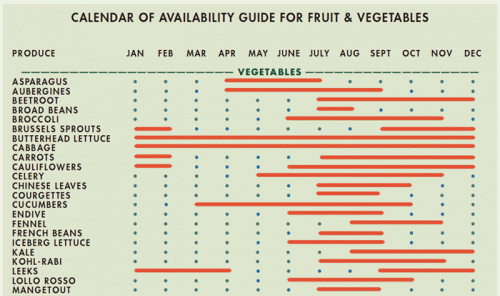 CALENDAR OF AVAILABILITY GUIDE FOR FRUIT & VEGETABLES
PRODUCE JAN FEB MAR APR MAY JUNE JULY AUG SEPT OCT NOV DEC
VEGETABLES
ASPARAGUS
AUBERGINES
BEETROOT
BROAD BEANS
BROCCOLI
BRUSSELS SPROUTS
BUTTERHEAD LETTUCE
CABBAGE
CARROTS
CAULIFLOWERS
CELERY
CHINESE LEAVES
COURGETTES
CUCUMBERS
ENDIVE
FENNEL
FRENCH BEANS
ICEBERG LETTUCE
KALE
KOHL-RABI
LEEKS
LOLLO ROSSO
MANGETOUT